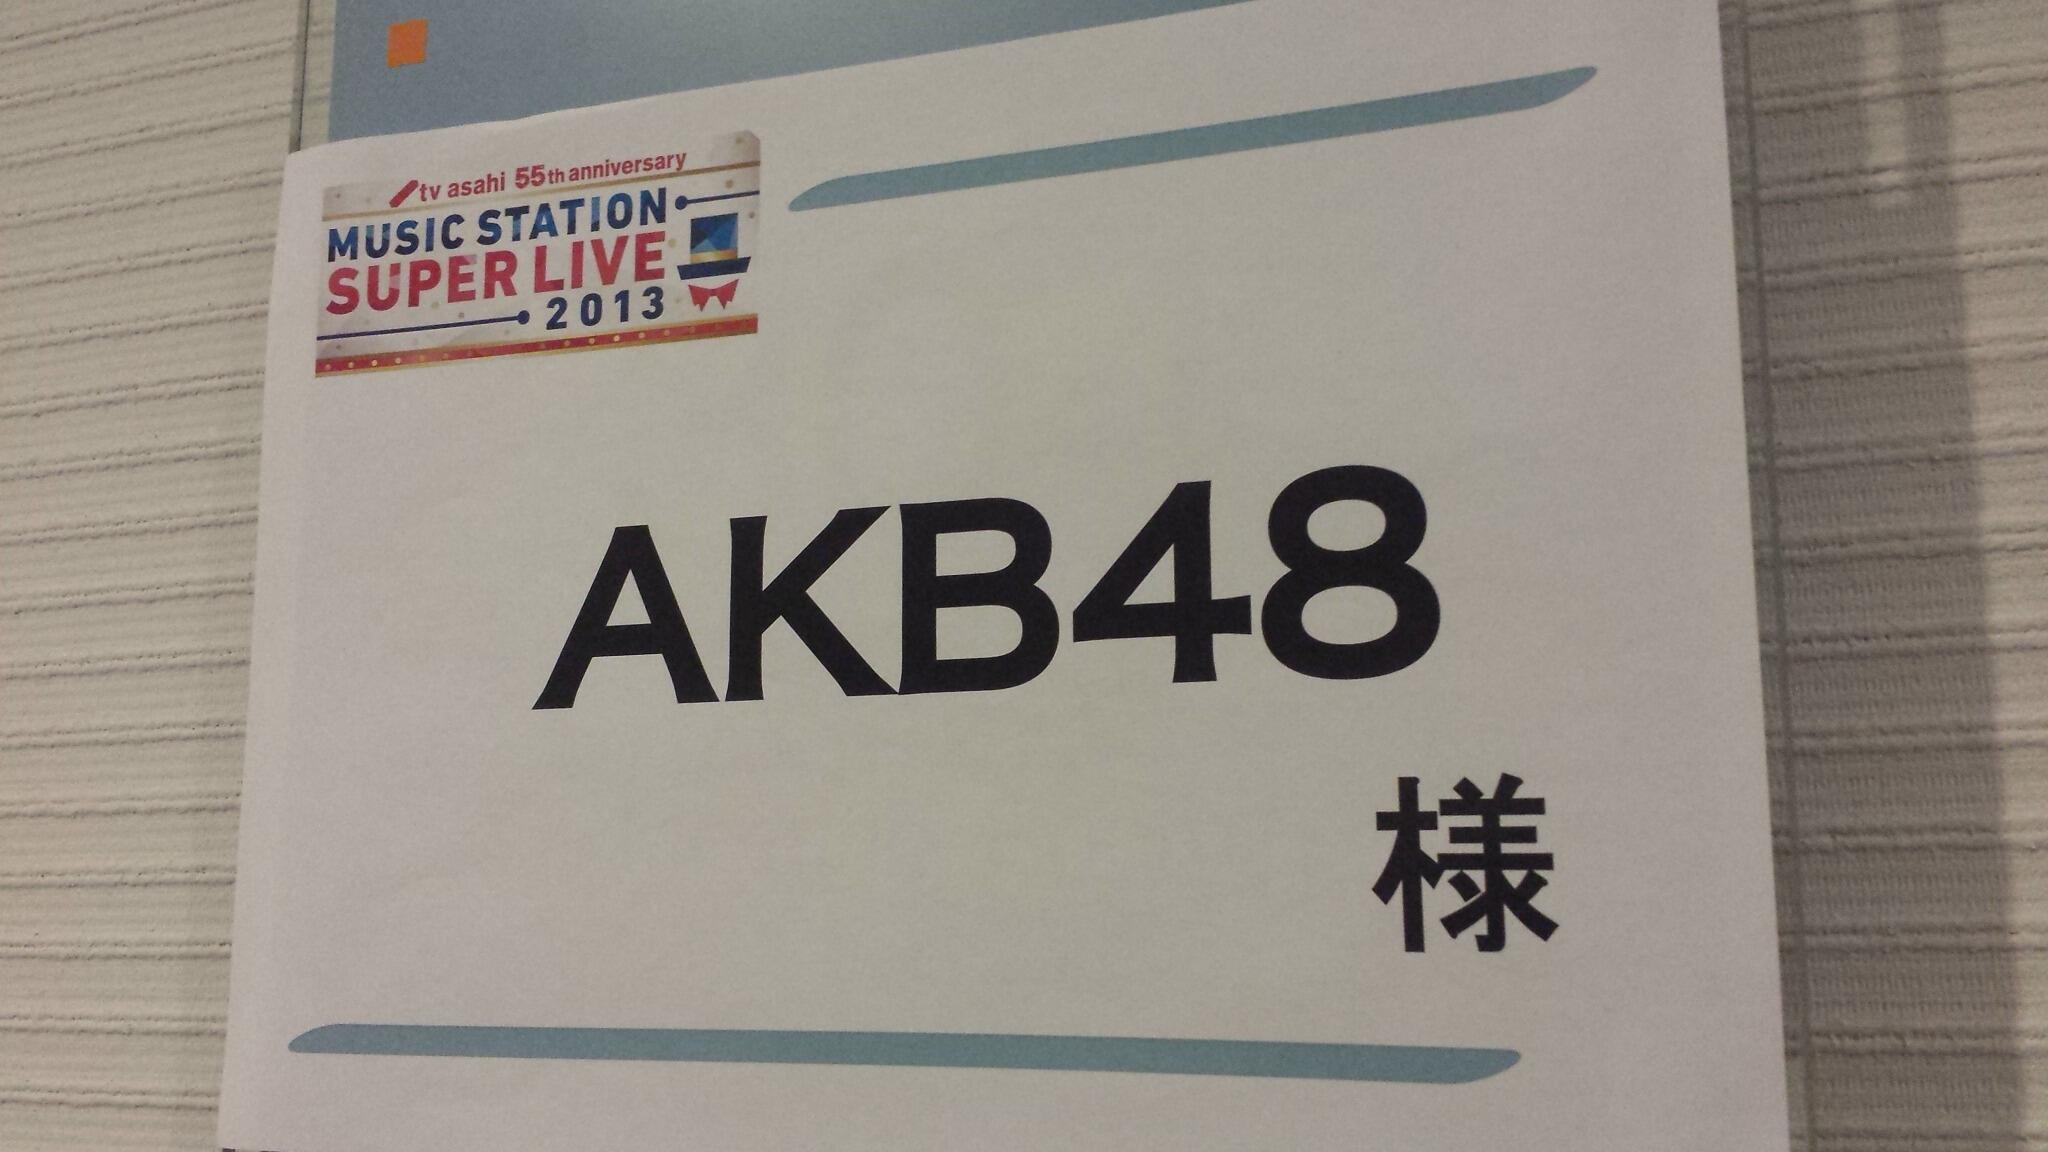 tv asahi 55th anniversary
MUSIC STATION
SUPER LIVE
2013
AKB48
様